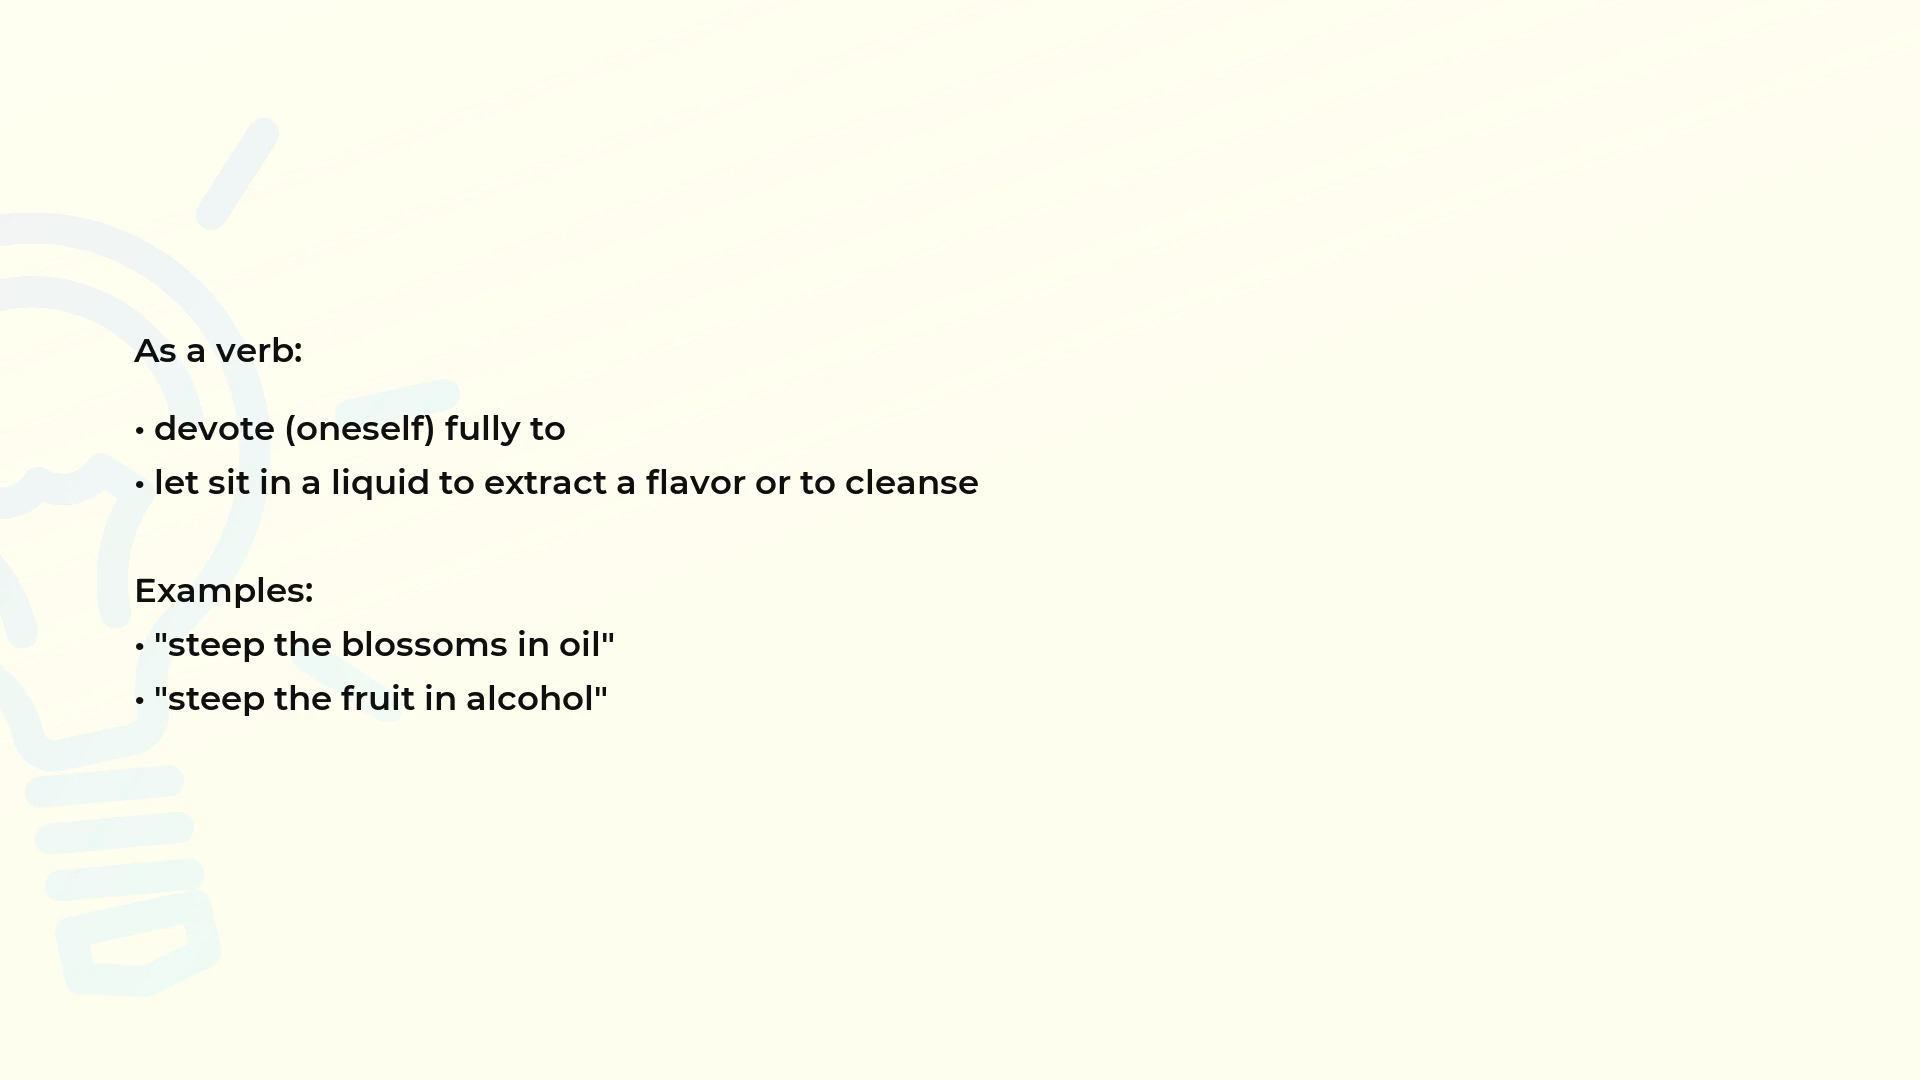 As a verb:
• devote (oneself) fully to
• let sit in a liquid to extract a flavor or to cleanse
Examples:
• "steep the blossoms in oil"
• "steep the fruit in alcohol"